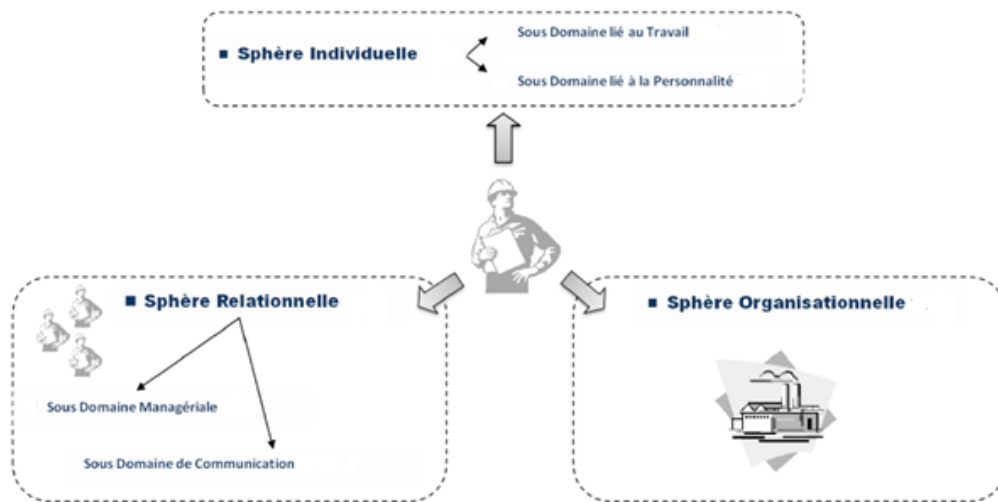 Sous Domaine lié au Travail
▪ Sphère Individuelle
Sous Domaine lié à la Personnalité
▪ Sphère Relationnelle
Sous Domaine Managériale
Sous Domaine de Communication
▪ Sphère Organisationnelle